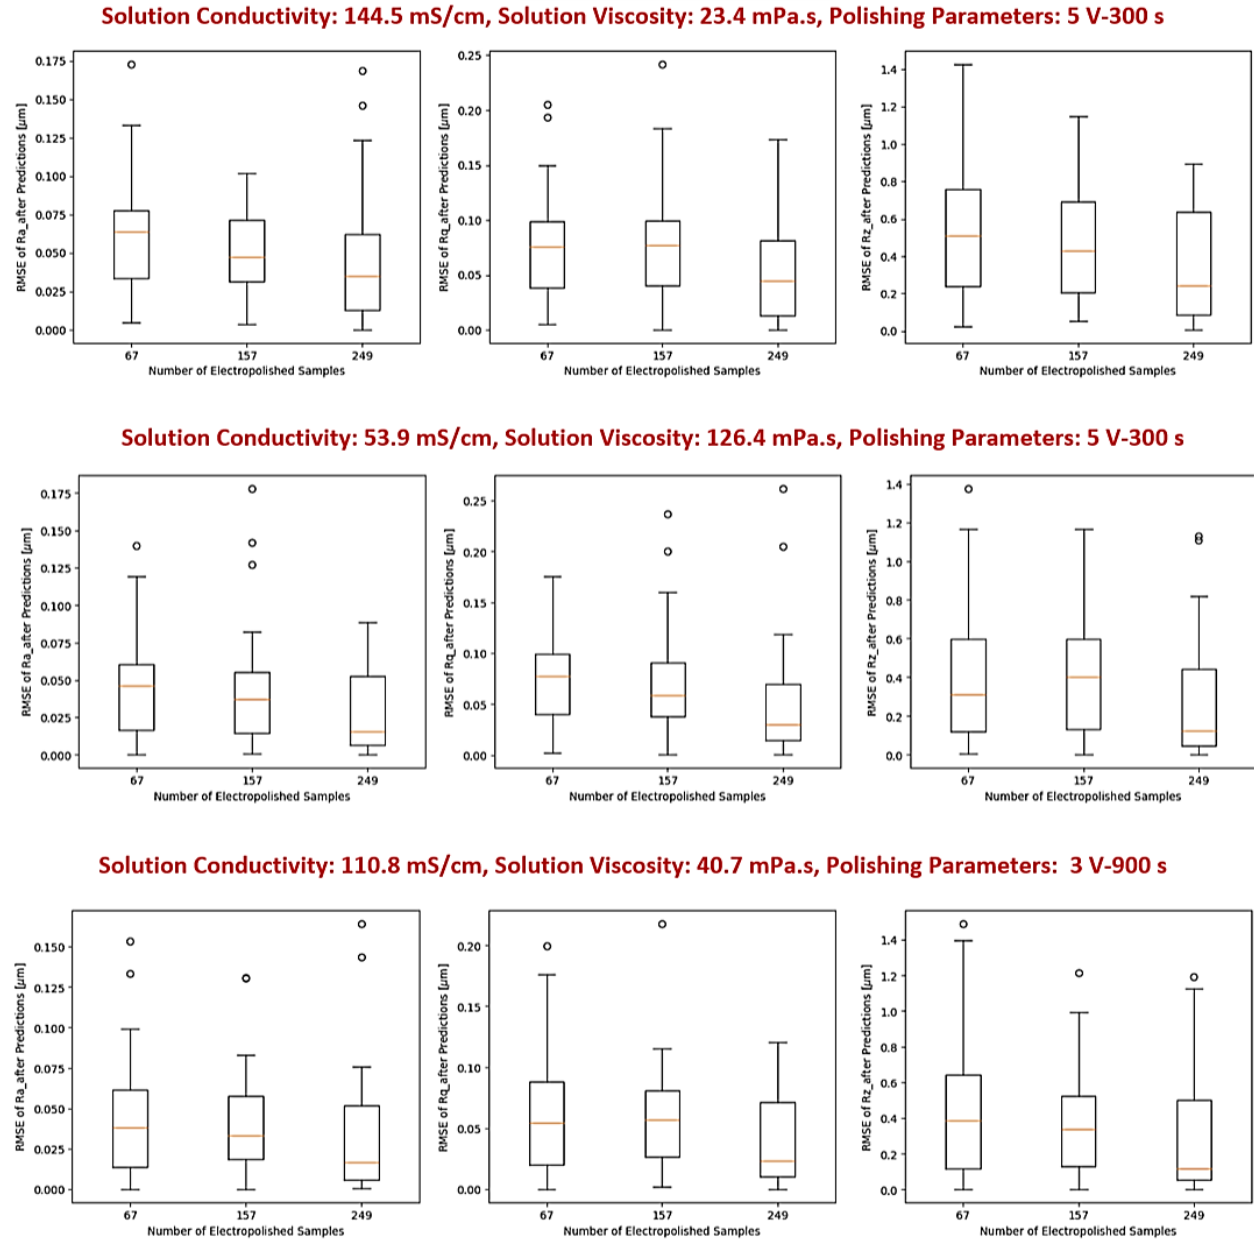 Solution Conductivity: 144.5 mS/cm, Solution Viscosity: 23.4 mPa.s, Polishing Parameters: 5 V-300 s
RMSE of Ra_after Predictions [μm]
0.175
0.150
0.125
0.100
0.075
0.050
0.025
0.000
67 157 249
Number of Electropolished Samples
RMSE of Rq_after Predictions [μm]
0.25
0.20
0.15
0.10
0.05
0.00
67 157 249
Number of Electropolished Samples
RMSE of Rz_after Predictions [μm]
1.4
1.2
1.0
0.8
0.6
0.4
0.2
0.0
67 157 249
Number of Electropolished Samples
Solution Conductivity: 53.9 mS/cm, Solution Viscosity: 126.4 mPa.s, Polishing Parameters: 5 V-300 s
RMSE of Ra_after Predictions [μm]
0.175
0.150
0.125
0.100
0.075
0.050
0.025
0.000
67 157 249
Number of Electropolished Samples
RMSE of Rq_after Predictions [μm]
0.25
0.20
0.15
0.10
0.05
0.00
67 157 249
Number of Electropolished Samples
RMSE of Rz_after Predictions [μm]
1.4
1.2
1.0
0.8
0.6
0.4
0.2
0.0
67 157 249
Number of Electropolished Samples
Solution Conductivity: 110.8 mS/cm, Solution Viscosity: 40.7 mPa.s, Polishing Parameters: 3 V-900 s
RMSE of Ra_after Predictions [μm]
0.150
0.125
0.100
0.075
0.050
0.025
0.000
67 157 249
Number of Electropolished Samples
RMSE of Rq_after Predictions [μm]
0.20
0.15
0.10
0.05
0.00
67 157 249
Number of Electropolished Samples
RMSE of Rz_after Predictions [μm]
1.4
1.2
1.0
0.8
0.6
0.4
0.2
0.0
67 157 249
Number of Electropolished Samples